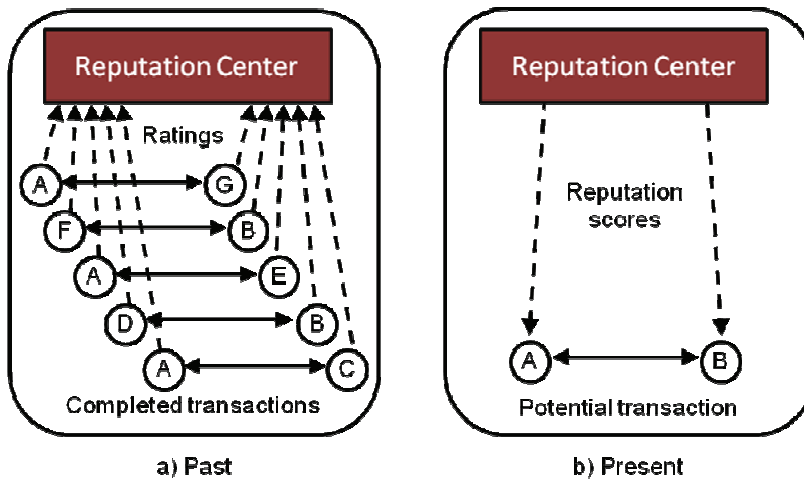 Reputation Center
Ratings
A
G
F
B
A
E
D
B
A
C
Completed transactions
a) Past
Reputation Center
Reputation
scores
A
B
Potential transaction
b) Present